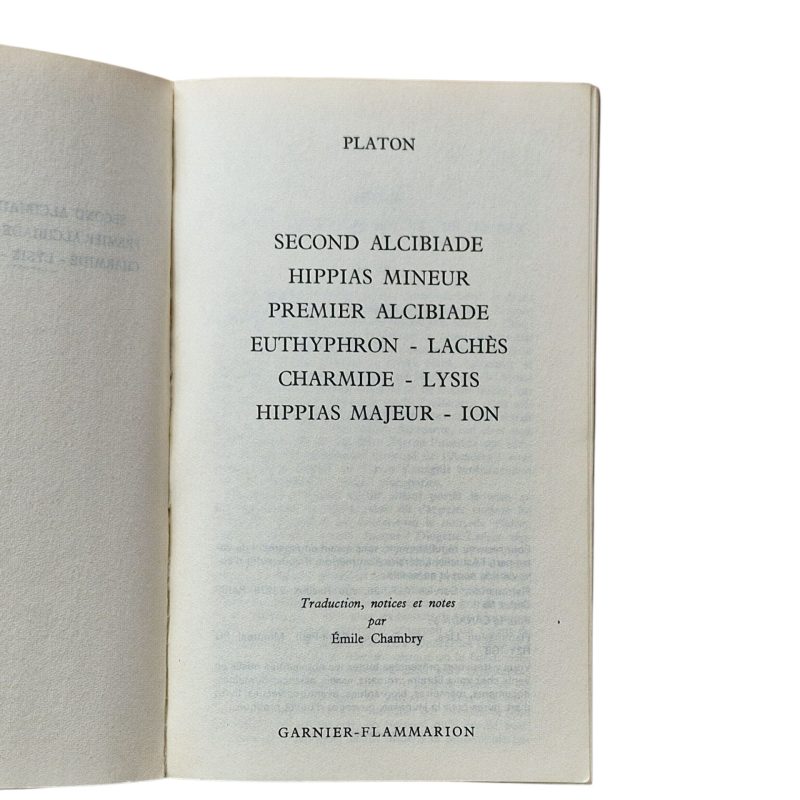 PLATON
SECOND ALCIBIADE
HIPPIAS MINEUR
PREMIER ALCIBIADE
EUTHYPHRON - LACHÈS
CHARMIDE - LYSIS
HIPPIAS MAJEUR - ION
Traduction, notices et notes
par
Émile Chambry
GARNIER-FLAMMARION